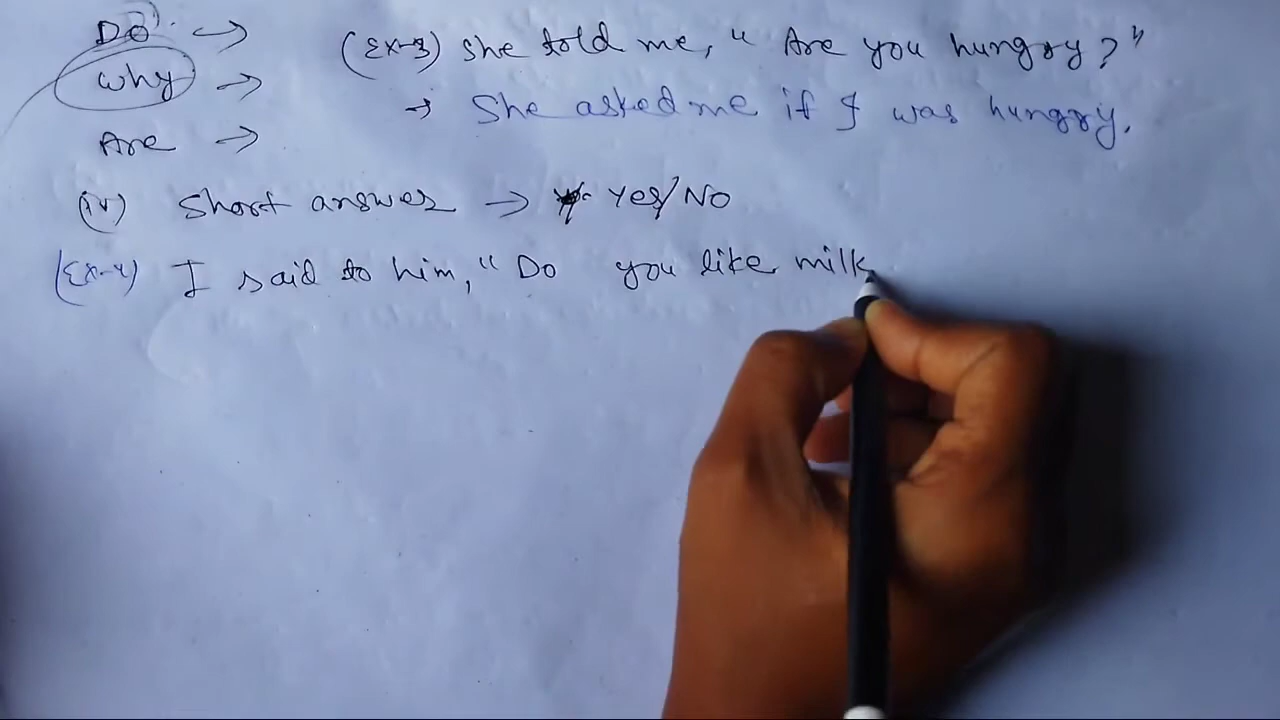 Do →
(Ex-3) She told me, " Are you hungry? "
Why →
→ She asked me if I was hungry.
Are →
(iv) Short answer → Yes/No
(Ex-4) I said to him, " Do you like milk